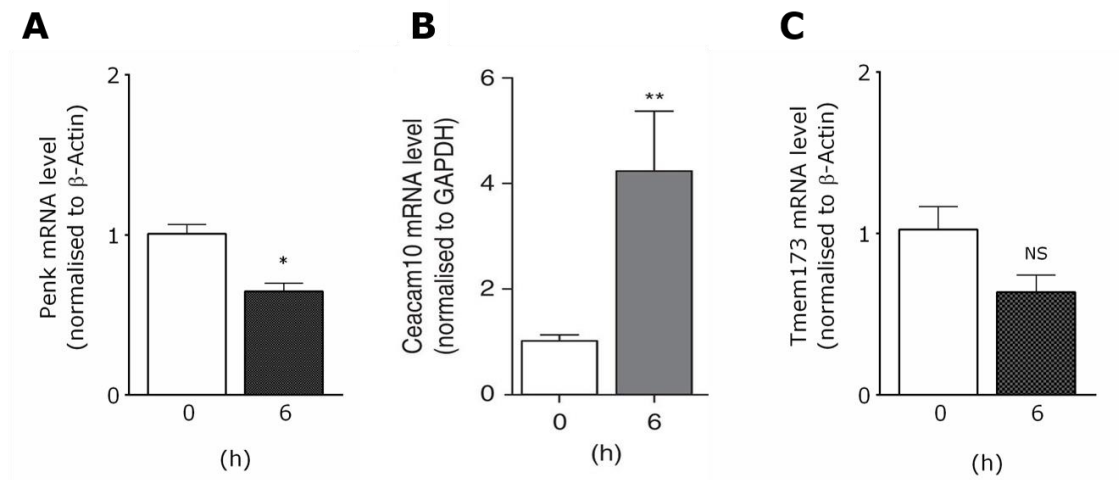 A
Penk mRNA level
(normalised to β-Actin)
2
1
0
*
0 6
(h)
B
Ceacam10 mRNA level
(normalised to GAPDH)
6
4
2
0
**
0 6
(h)
C
Tmem173 mRNA level
(normalised to β-Actin)
2
1
0
NS
0 6
(h)